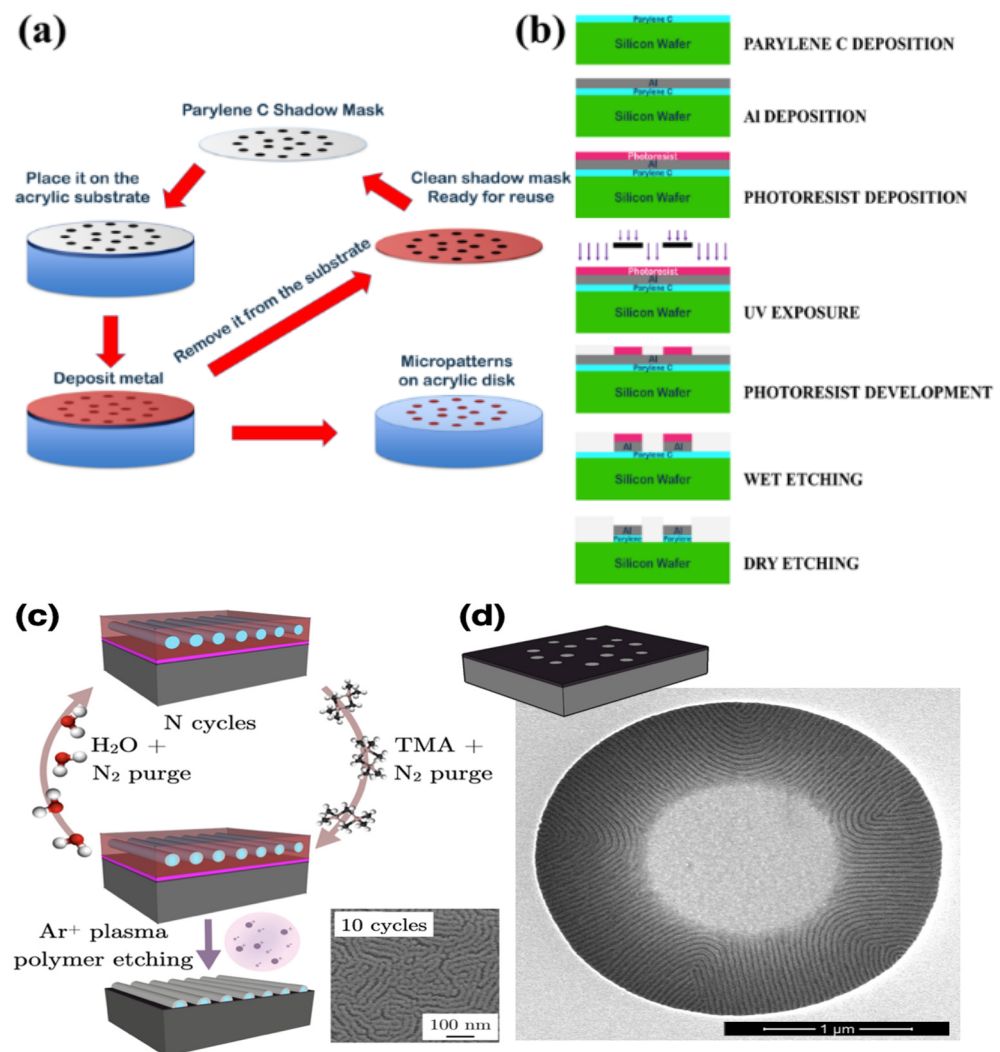 (a)
Parylene C Shadow Mask
Place it on the
acrylic substrate
Clean shadow mask
Ready for reuse
Remove it from the substrate
Deposit metal
Micropatterns
on acrylic disk
(b)
Parylene C
Silicon Wafer
PARYLENE C DEPOSITION
Al
Parylene C
Silicon Wafer
Al DEPOSITION
Photoresist
Al
Parylene C
Silicon Wafer
PHOTORESIST DEPOSITION
Photoresist
Al
Parylene C
Silicon Wafer
UV EXPOSURE
Al
Parylene C
Silicon Wafer
PHOTORESIST DEVELOPMENT
Al Al
Parylene C
Silicon Wafer
WET ETCHING
Al Al
Parylene Parylene
Silicon Wafer
DRY ETCHING
(c)
N cycles
H₂O +
N₂ purge
TMA +
N₂ purge
Ar⁺ plasma
polymer etching
10 cycles
100 nm
(d)
1 µm